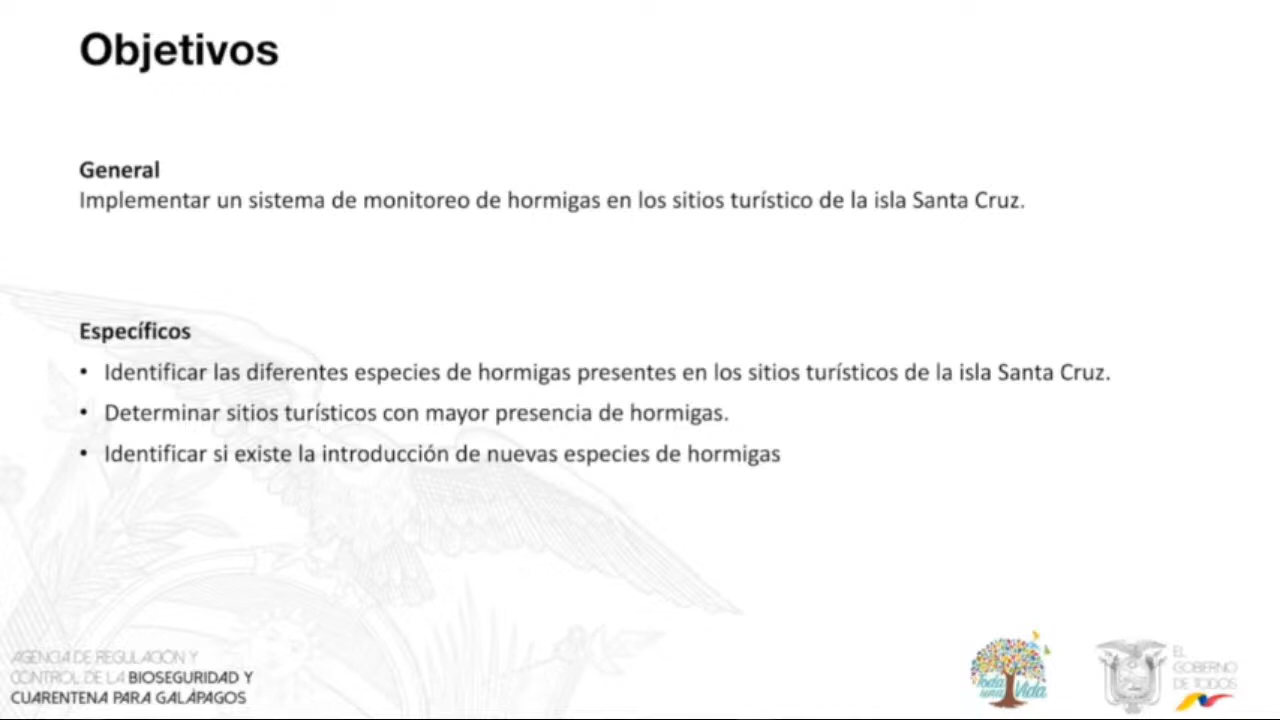 Objetivos
General
Implementar un sistema de monitoreo de hormigas en los sitios turístico de la isla Santa Cruz.
Específicos
• Identificar las diferentes especies de hormigas presentes en los sitios turísticos de la isla Santa Cruz.
• Determinar sitios turísticos con mayor presencia de hormigas.
• Identificar si existe la introducción de nuevas especies de hormigas
AGENCIA DE REGULACIÓN Y
CONTROL DE LA BIOSEGURIDAD Y
CUARENTENA PARA GALÁPAGOS
Toda
una Vida
EL
GOBIERNO
DE TODOS